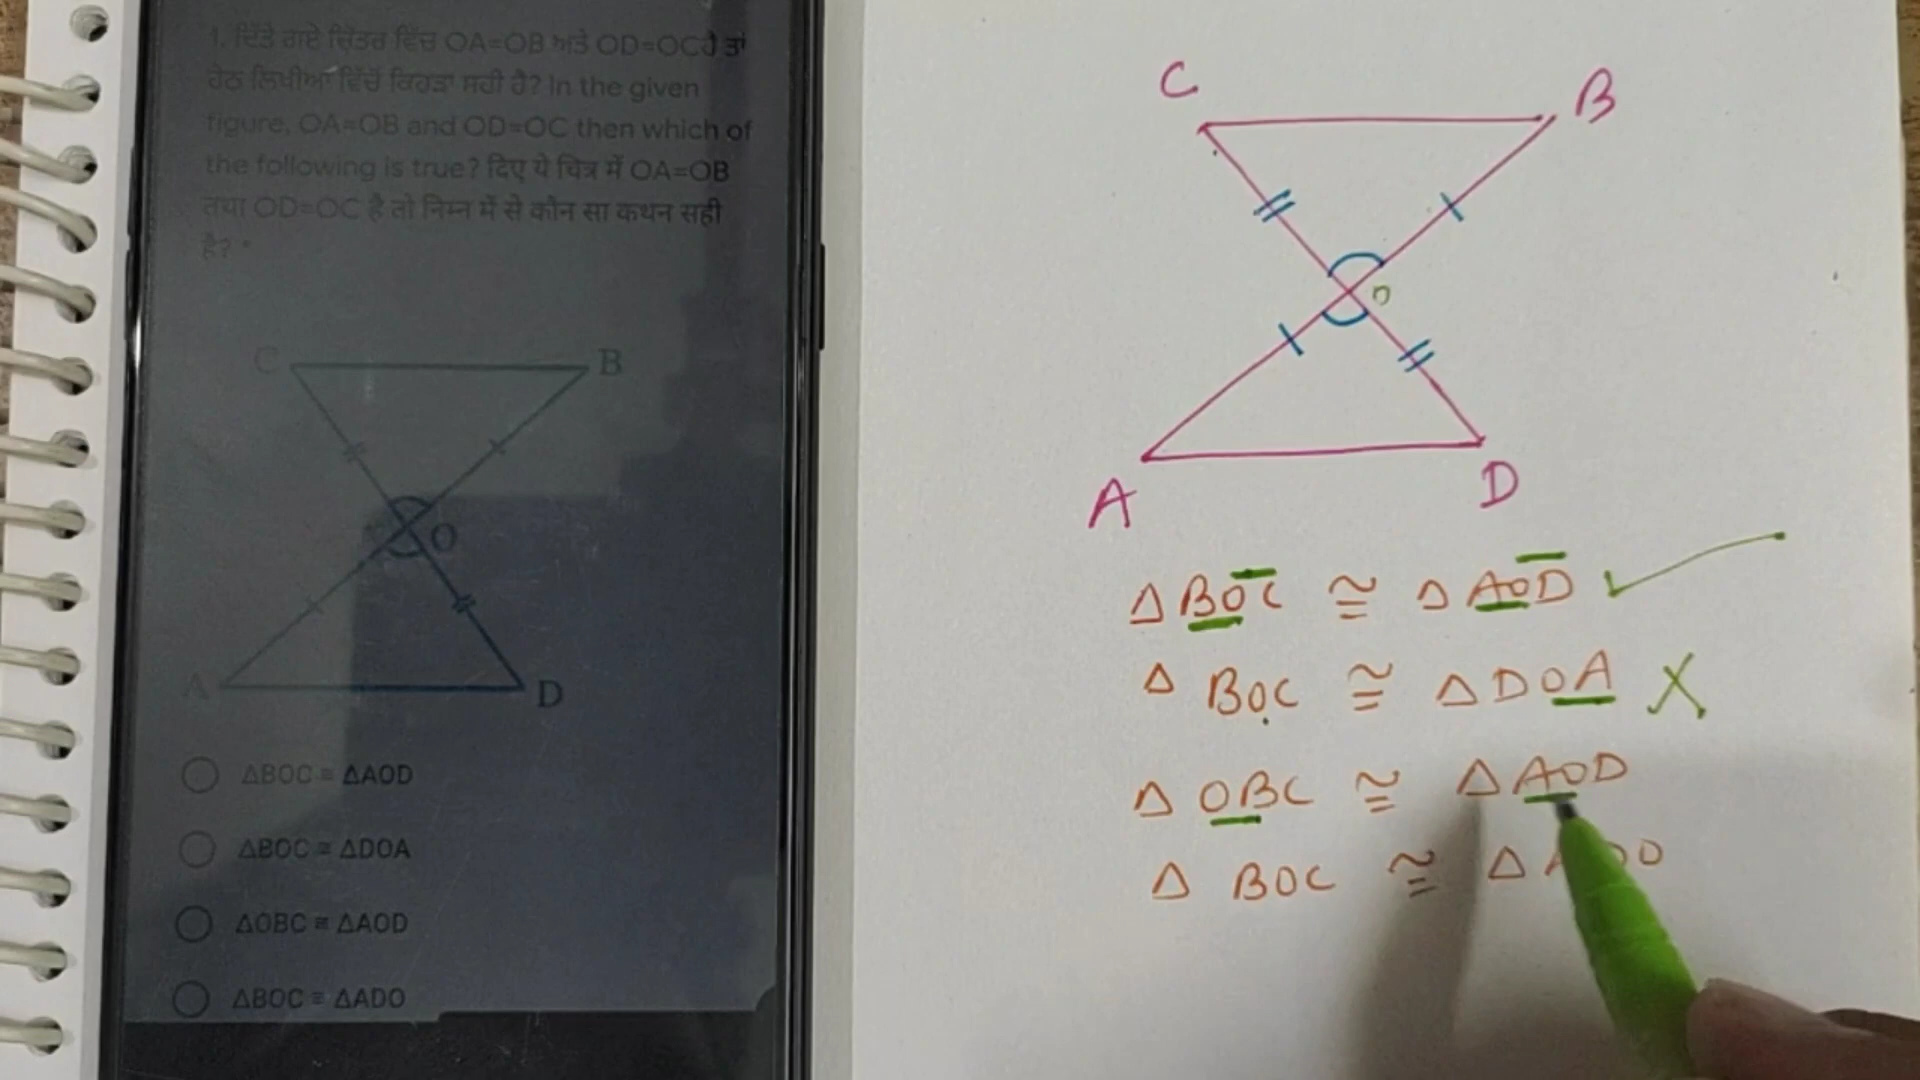 1. ਦਿੱਤੇ ਗਏ ਚਿੱਤਰ ਵਿੱਚ OA=OB ਅਤੇ OD=OCਹੈ ਤਾਂ
ਹੇਠ ਲਿਖੀਆਂ ਵਿੱਚੋਂ ਕਿਹੜਾ ਸਹੀ ਹੈ? In the given
figure, OA=OB and OD=OC then which of
the following is true? दिए ये चित्र में OA=OB
तथा OD=OC है तो निम्न में से कौन सा कथन सही
है? *
C B
O
A D
ΔBOC ≅ ΔAOD
ΔBOC ≅ ΔDOA
ΔOBC ≅ ΔAOD
ΔBOC ≅ ΔADO
C B
O
A D
Δ BOC ≅ Δ AOD ✓
Δ BOC ≅ Δ DOA X
Δ OBC ≅ Δ AOD
Δ BOC ≅ Δ